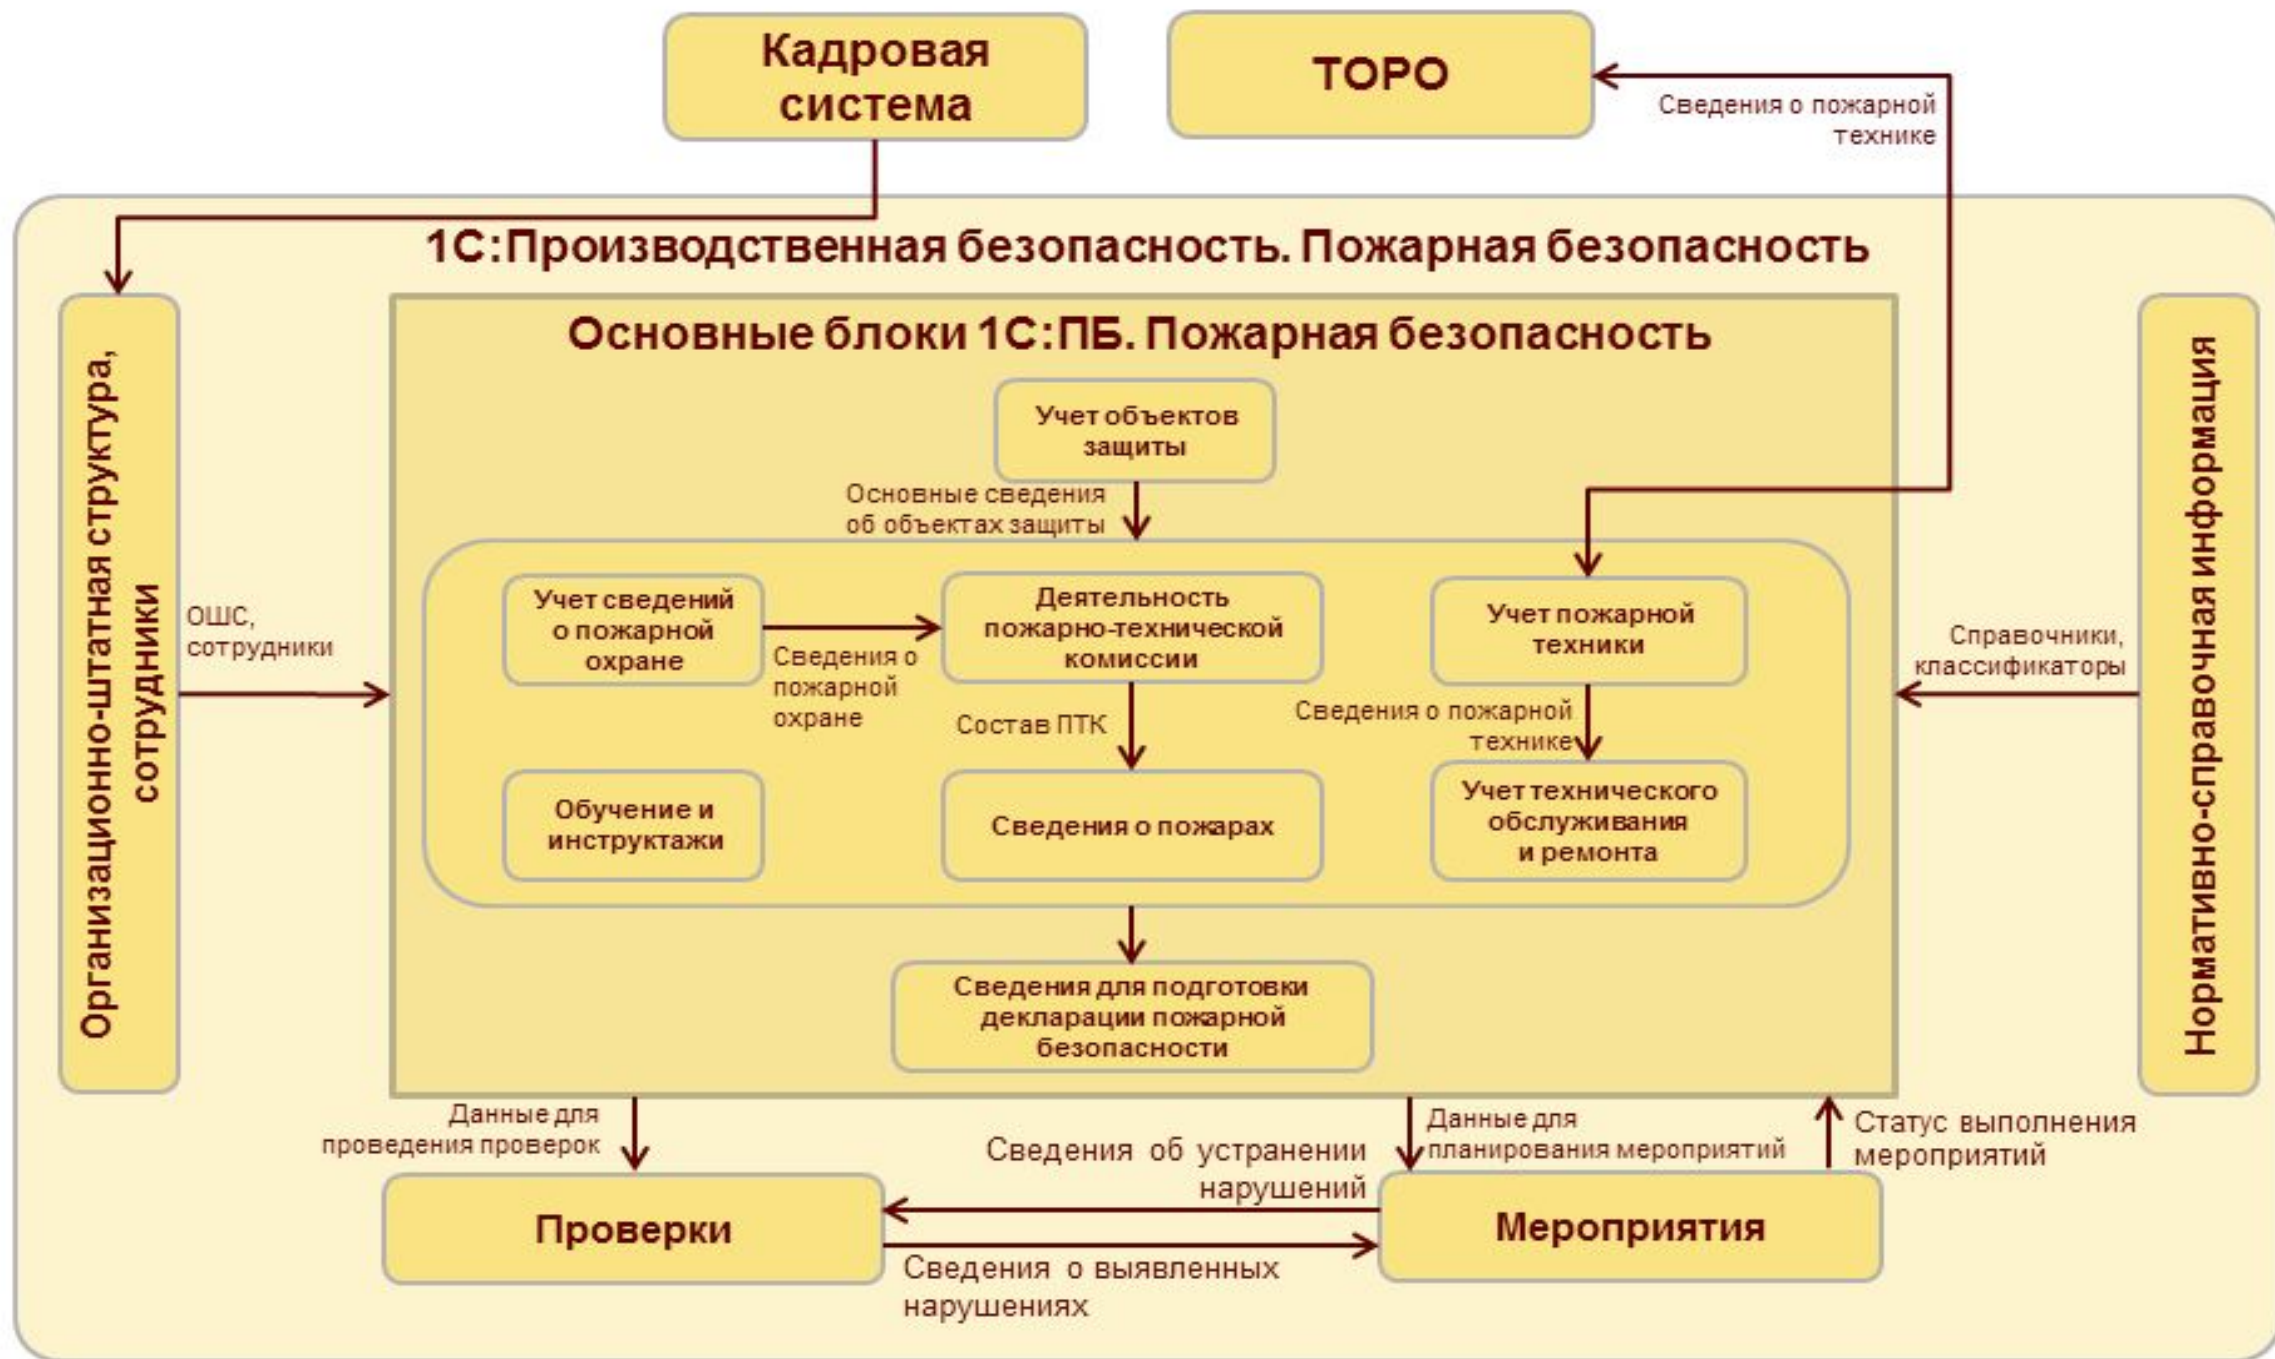 Кадровая
система
ТОРО
Сведения о пожарной
технике
1С:Производственная безопасность. Пожарная безопасность
Организационно-штатная структура,
сотрудники
ОШС,
сотрудники
Основные блоки 1С:ПБ. Пожарная безопасность
Учет объектов
защиты
Основные сведения
об объектах защиты
Учет сведений
о пожарной
охране
Сведения о
пожарной
охране
Деятельность
пожарно-технической
комиссии
Учет пожарной
техники
Состав ПТК
Сведения о пожарной
технике
Обучение и
инструктажи
Сведения о пожарах
Учет технического
обслуживания
и ремонта
Сведения для подготовки
декларации пожарной
безопасности
Справочники,
классификаторы
Нормативно-справочная информация
Данные для
проведения проверок
Данные для
планирования мероприятий
Статус выполнения
мероприятий
Сведения об устранении
нарушений
Проверки
Мероприятия
Сведения о выявленных
нарушениях